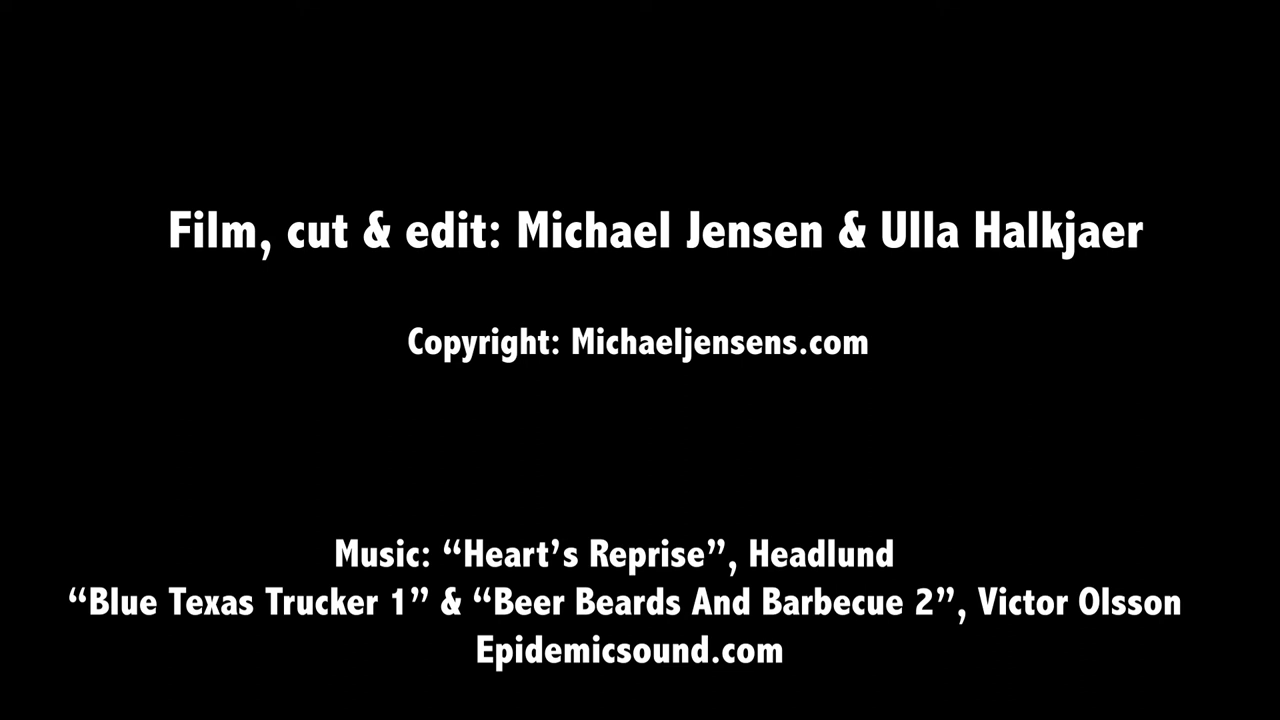 Film, cut & edit: Michael Jensen & Ulla Halkjaer
Copyright: Michaeljensens.com
Music: “Heart’s Reprise”, Headlund
“Blue Texas Trucker 1” & “Beer Beards And Barbecue 2”, Victor Olsson
Epidemicsound.com